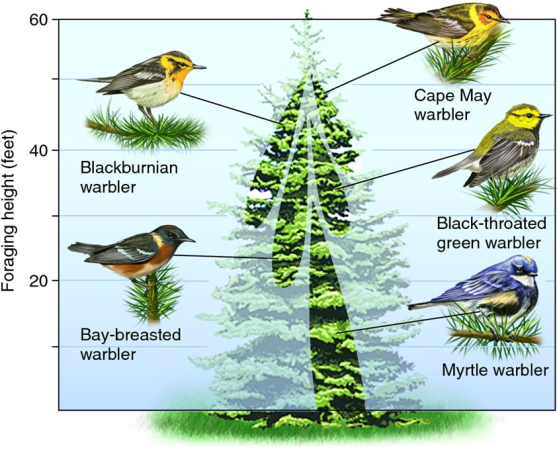 60
40
20
Foraging height (feet)
Cape May
warbler
Blackburnian
warbler
Black-throated
green warbler
Bay-breasted
warbler
Myrtle warbler